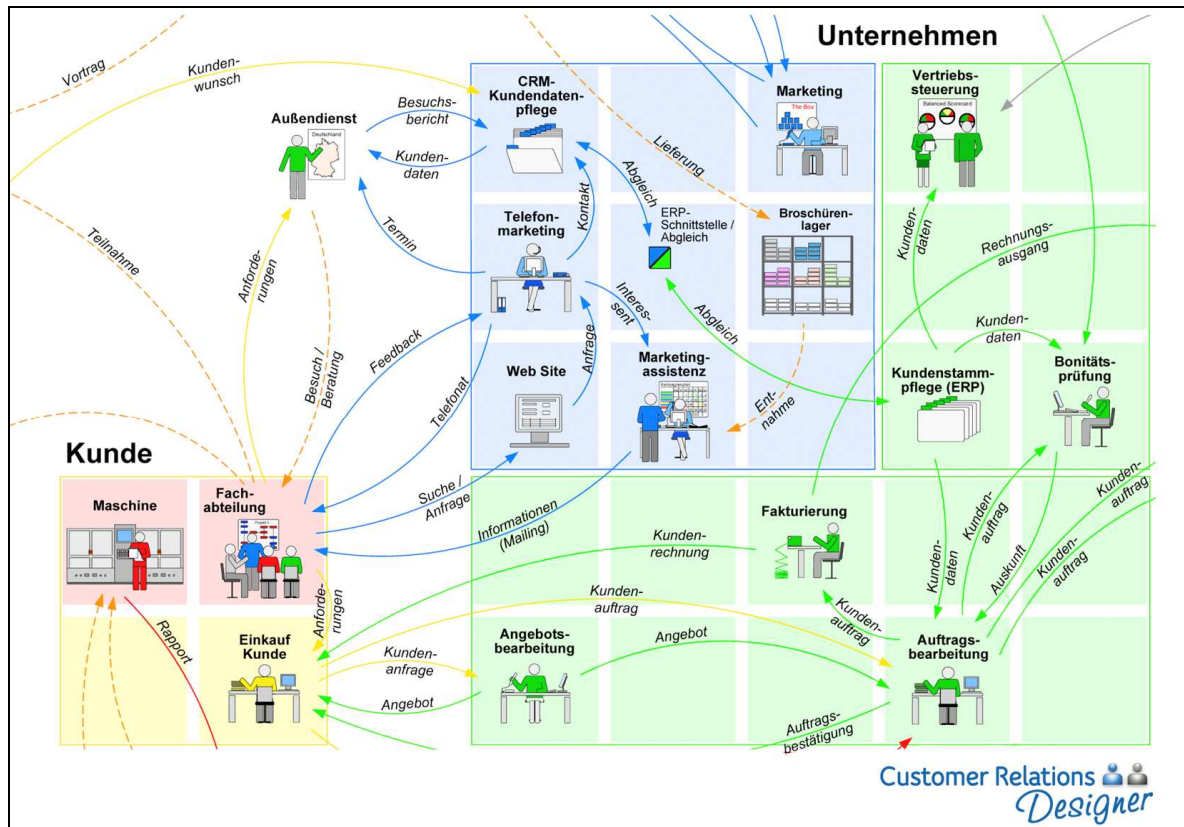 Unternehmen
Vortrag
Kunden-
wunsch
CRM-
Kundendaten-
pflege
Marketing
The Box
Vertriebs-
steuerung
Balanced Scorecard
Außendienst
Deutschland
Besuchs-
bericht
Kunden-
daten
Lieferung
Abgleich
Kontakt
Teilnahme
Termin
Telefon-
marketing
ERP-
Schnittstelle /
Abgleich
Broschüren-
lager
Kunden-
daten
Rechnungs-
ausgang
Anforde-
rungen
Feedback
Interes-
sent
Abgleich
Anfrage
Kunden-
daten
Besuch /
Beratung
Telefonat
Web Site
Marketing-
assistenz
Ent-
nahme
Kundenstamm-
pflege (ERP)
Bonitäts-
prüfung
Kunde
Maschine
Fach-
abteilung
Projekt 2
Suche /
Anfrage
Informationen
(Mailing)
Kunden-
rechnung
Fakturierung
Kunden-
daten
Kunden-
auftrag
Auskunft
Kunden-
auftrag
Kunden-
auftrag
Anforde-
rungen
Kunden-
auftrag
Kunden-
auftrag
Rapport
Einkauf
Kunde
Kunden-
anfrage
Angebot
Angebots-
bearbeitung
Angebot
Auftrags-
bearbeitung
Auftrags-
bestätigung
Customer Relations
Designer